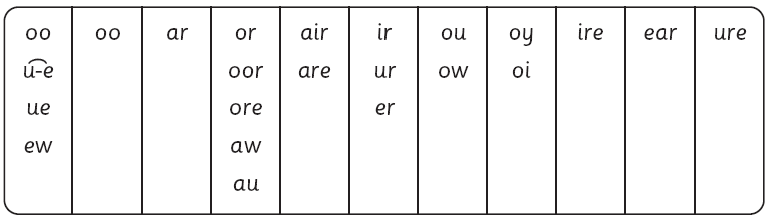 oo oo ar or air ir ou oy ire ear ure
u-e oor are ur ow oi
ue ore er
ew aw
au